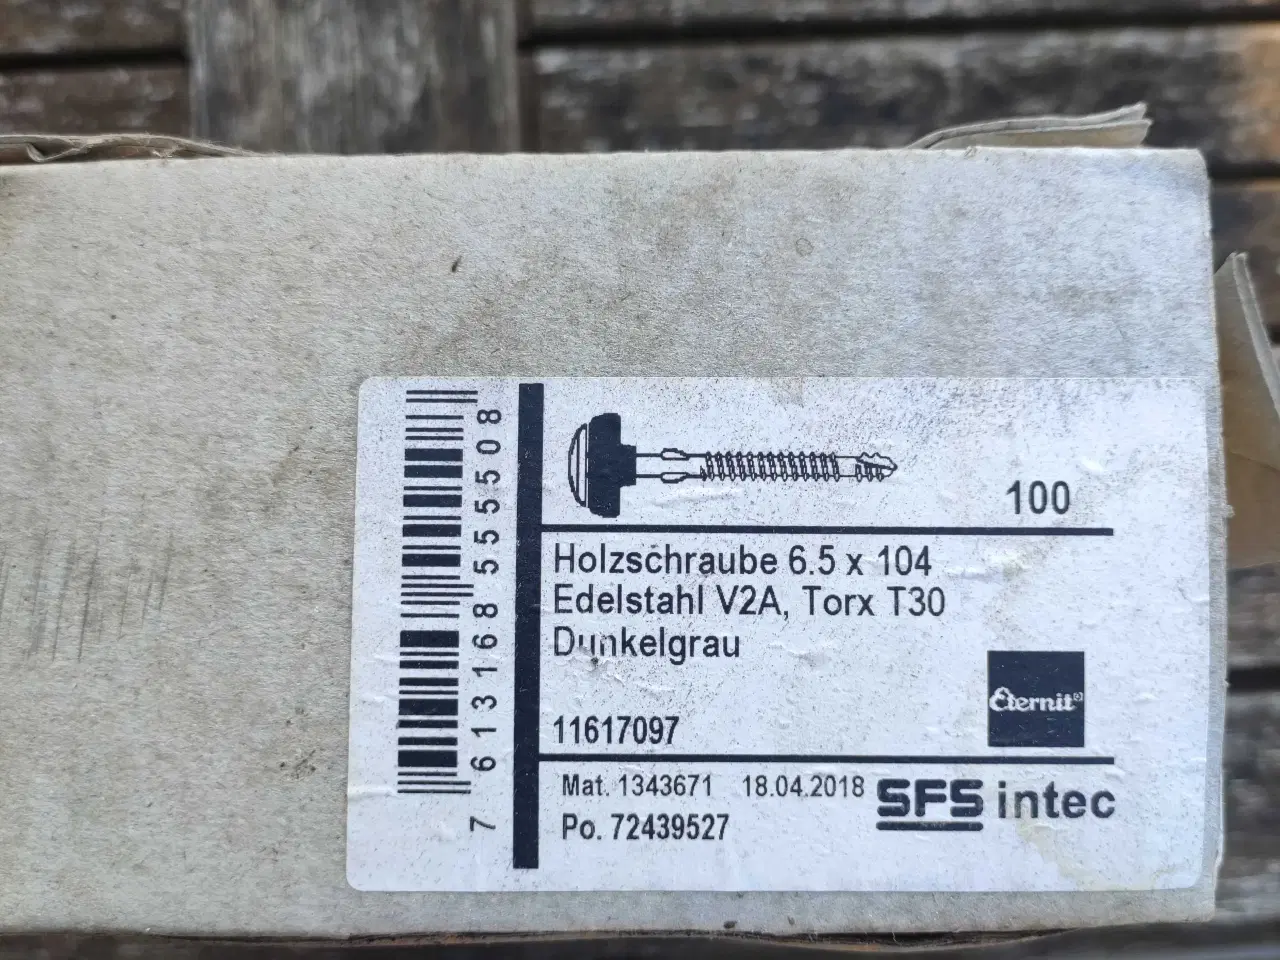 7 613168 555508
100
Holzschraube 6.5 x 104
Edelstahl V2A, Torx T30
Dunkelgrau
11617097
Eternit
Mat. 1343671 18.04.2018
Po. 72439527
SFS intec